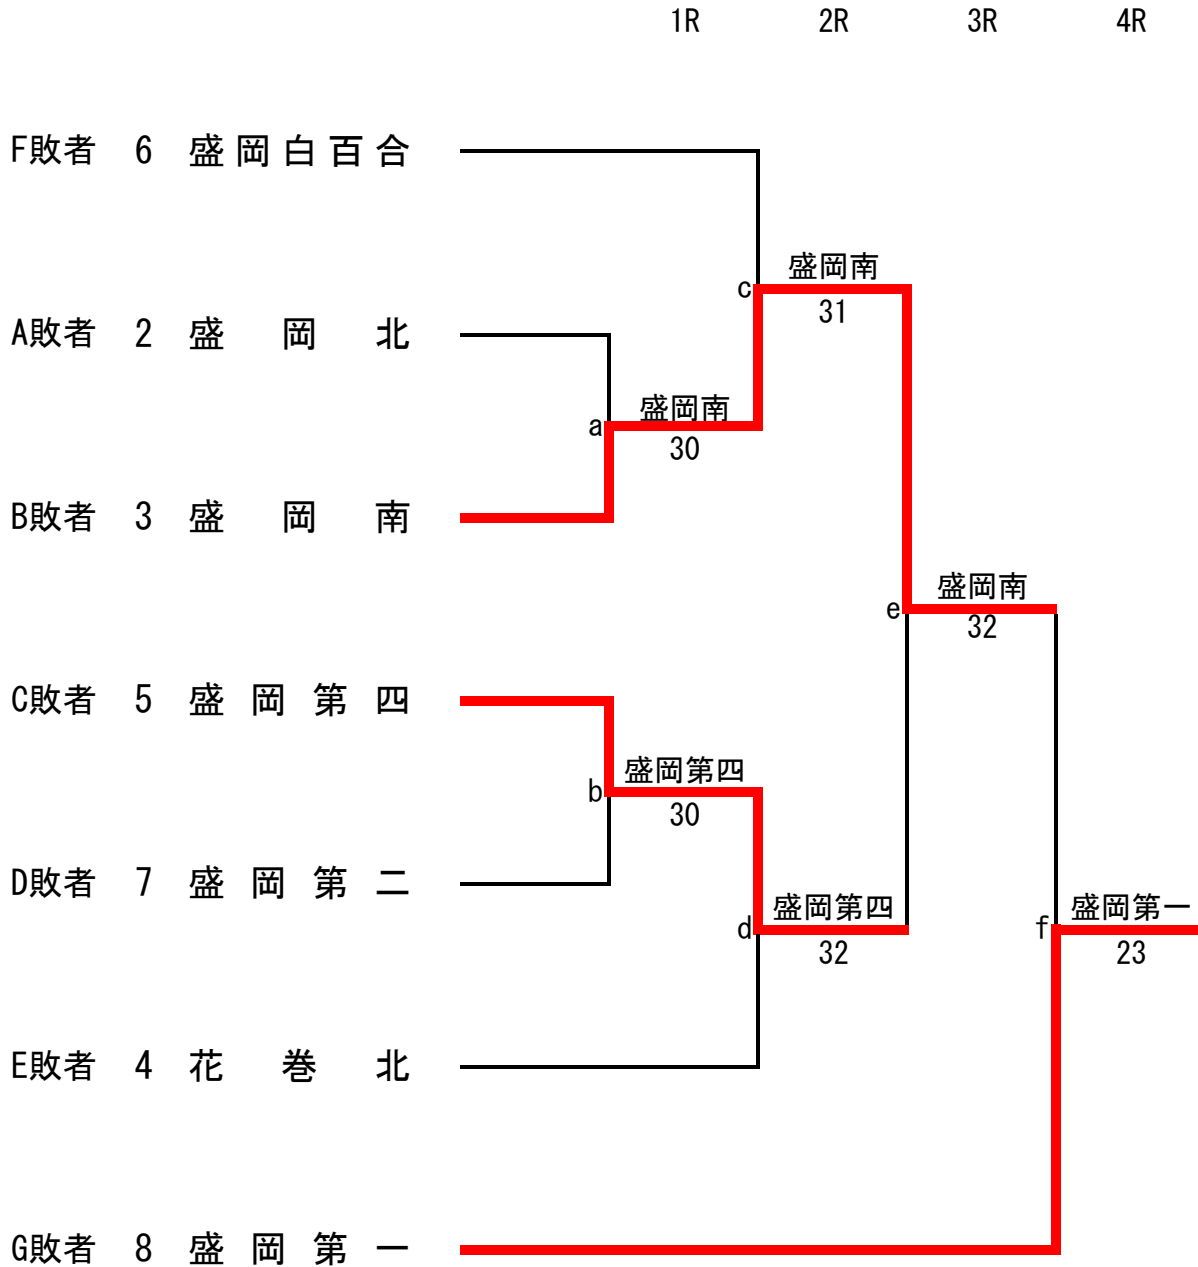 1R 2R 3R 4R
F敗者 6 盛岡白百合
盛岡南
c
31
A敗者 2 盛岡北
盛岡南
a
30
B敗者 3 盛岡南
盛岡南
e
32
C敗者 5 盛岡第四
盛岡第四
b
30
D敗者 7 盛岡第二
盛岡第四
d
32
盛岡第一
f
23
E敗者 4 花巻北
G敗者 8 盛岡第一